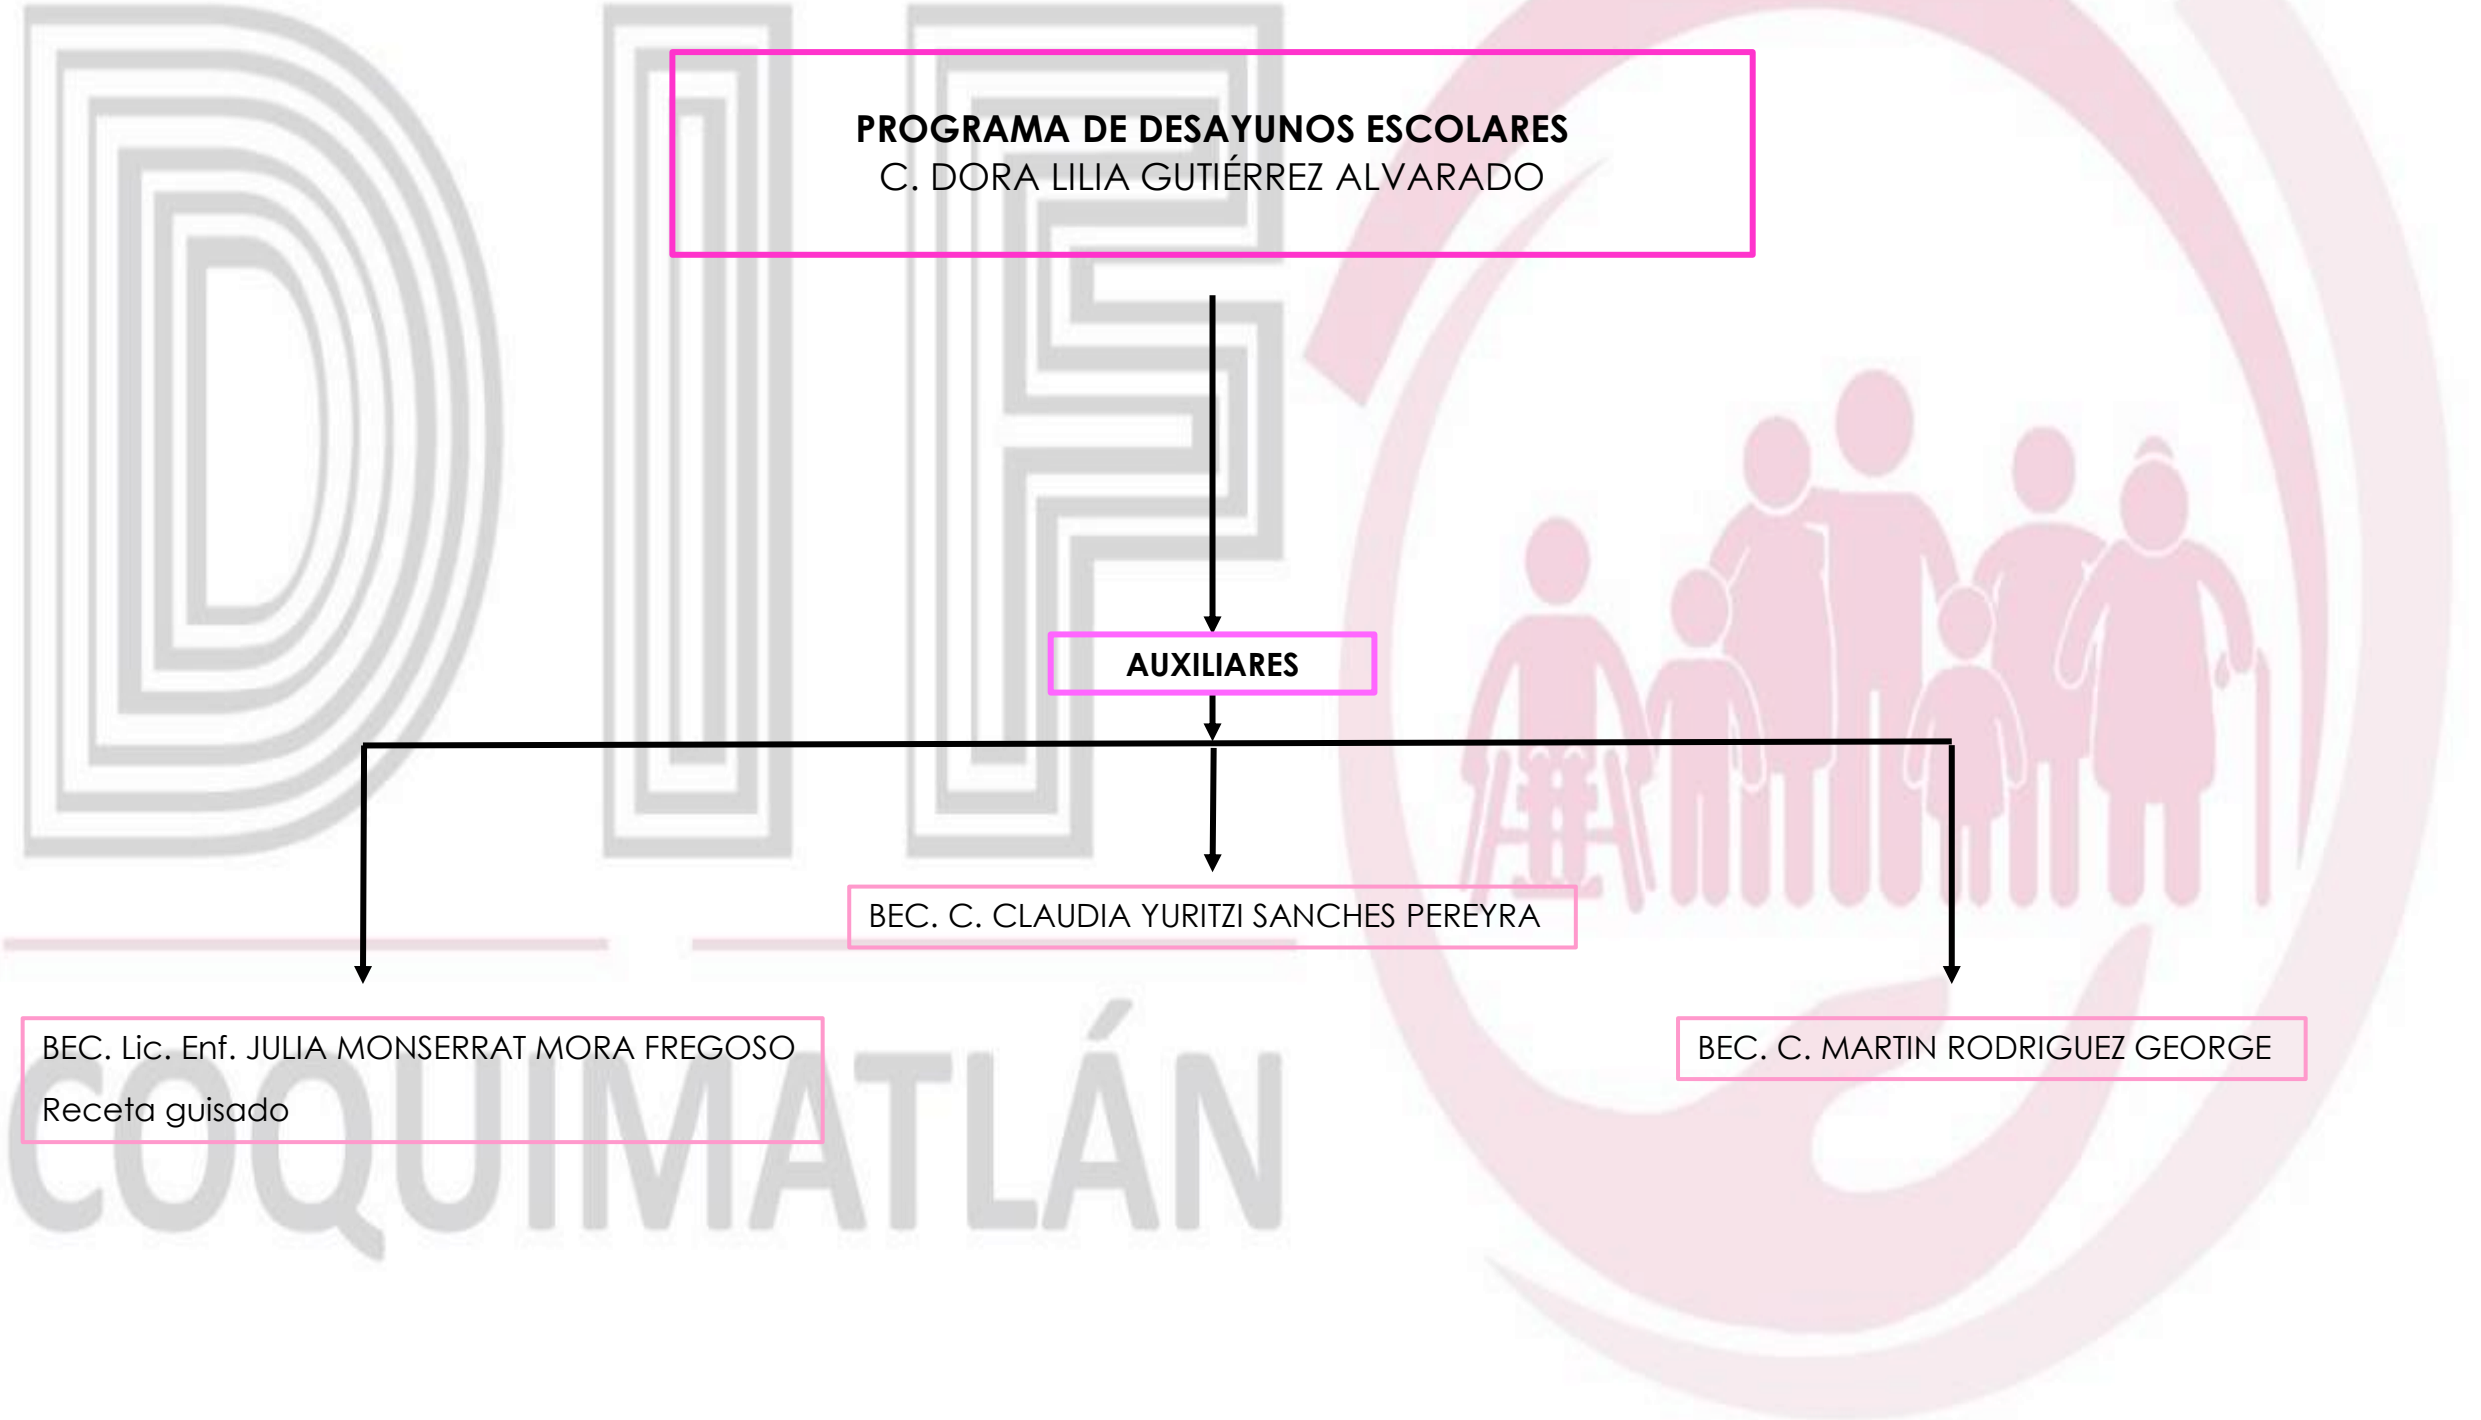 PROGRAMA DE DESAYUNOS ESCOLARES
C. DORA LILIA GUTIÉRREZ ALVARADO
AUXILIARES
BEC. C. CLAUDIA YURITZI SANCHES PEREYRA
BEC. Lic. Enf. JULIA MONSERRAT MORA FREGOSO
Receta guisado
BEC. C. MARTIN RODRIGUEZ GEORGE
DIF
COQUIMATLÁN